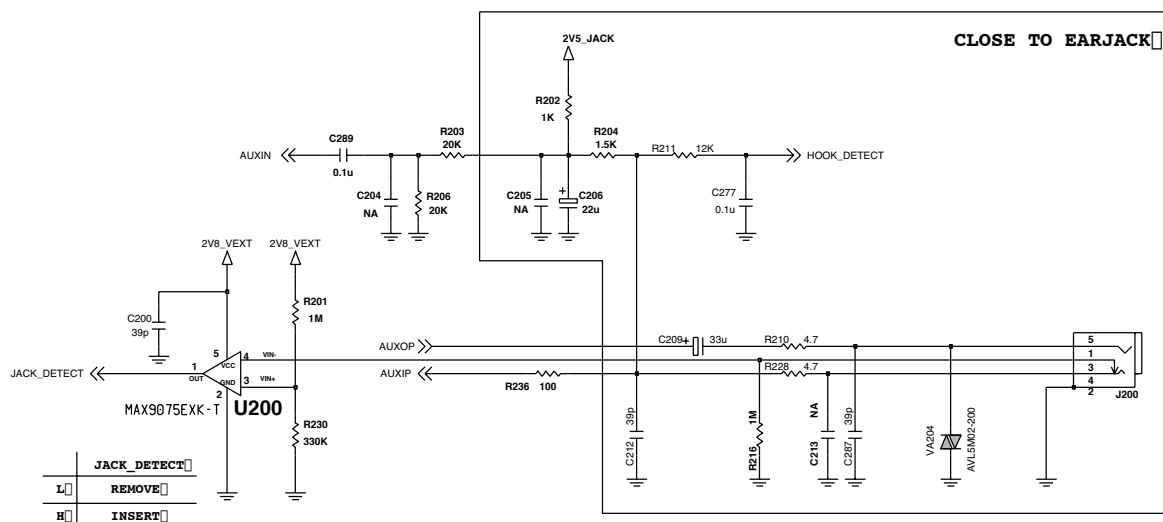 CLOSE TO EARJACK
2V5_JACK
R202
1K
C289
0.1u
R203
20K
R204
1.5K
R211 12K
AUXIN
HOOK_DETECT
C204
NA
R206
20K
C205
NA
C206
22u
C277
0.1u
2V8_VEXT
2V8_VEXT
R201
1M
C200
39p
AUXOP
C209 33u
R210 4.7
5
1
3
4
2
J200
5
VCC
4
VIN-
1
OUT
GND
3
VIN+
2
JACK_DETECT
AUXIP
R236 100
R228 4.7
MAX9075EXK-T
U200
R230
330K
C212 39p
R216 1M
C213 NA
C287 39p
VA204
AVL5M02-200
JACK_DETECT
L REMOVE
H INSERT